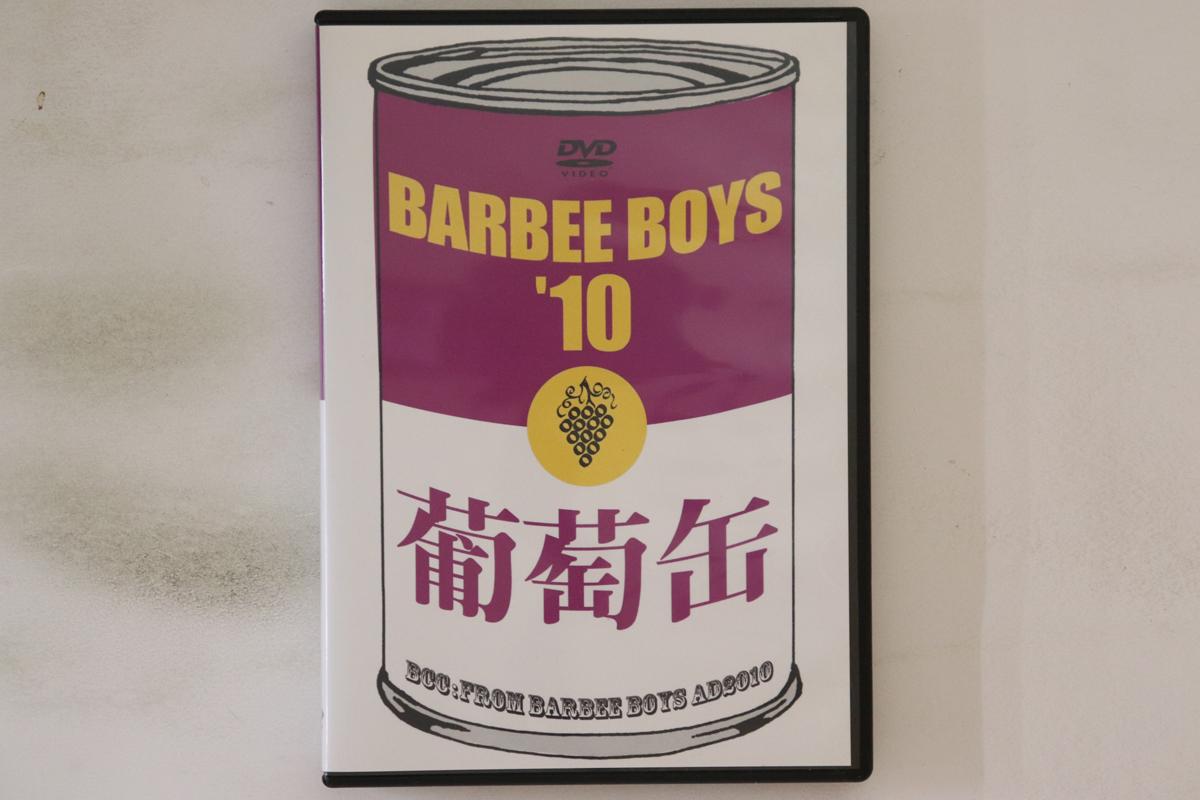 DVD
VIDEO
BARBEE BOYS
'10
葡萄缶
BCC:FROM BARBEE BOYS AD2010